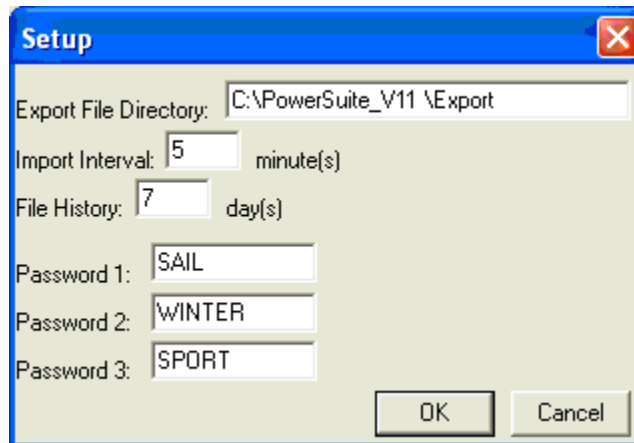 Setup
Export File Directory: C:\PowerSuite_V11 \Export
Import Interval: 5 minute(s)
File History: 7 day(s)
Password 1: SAIL
Password 2: WINTER
Password 3: SPORT
OK Cancel